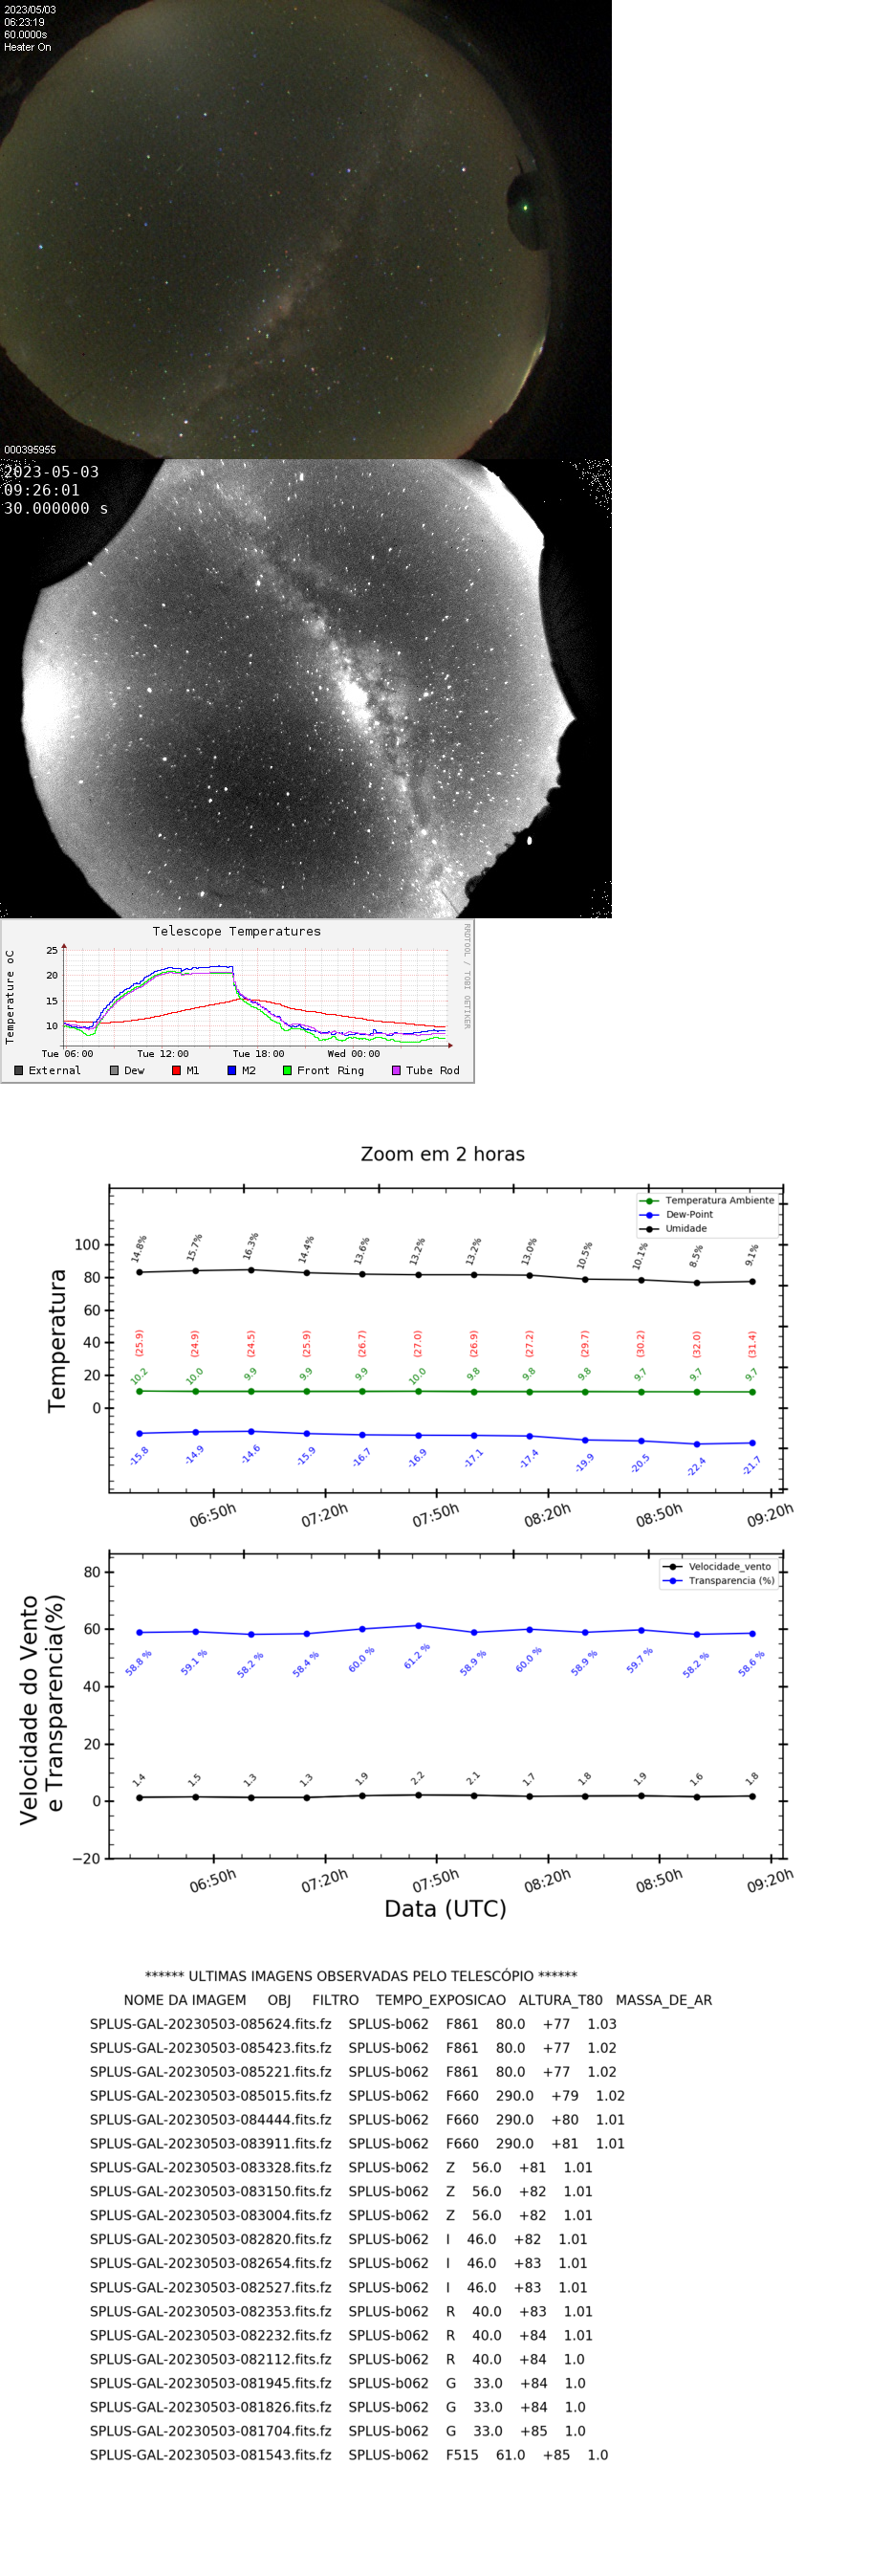 2023/05/03
06:23:19
60.0000s
Heater On
000395955
2023-05-03
09:26:01
30.000000 s
Telescope Temperatures
RRDTOOL / TOBI OETIKER
Temperature oC
25
20
15
10
Tue 06:00 Tue 12:00 Tue 18:00 Wed 00:00
External Dew M1 M2 Front Ring Tube Rod
Zoom em 2 horas
Temperatura Ambiente
Dew-Point
Umidade
Temperatura
100
80
60
40
20
0
14.8% 15.7% 16.3% 14.4% 13.6% 13.2% 13.2% 13.0% 10.5% 10.1% 8.5% 9.1%
(25.9) (24.9) (24.5) (25.9) (26.7) (27.0) (26.9) (27.2) (29.7) (30.2) (32.0) (31.4)
10.2 10.0 9.9 9.9 9.9 10.0 9.8 9.8 9.8 9.7 9.7 9.7
-15.8 -14.9 -14.6 -15.9 -16.7 -16.9 -17.1 -17.4 -19.9 -20.5 -22.4 -21.7
06:50h 07:20h 07:50h 08:20h 08:50h 09:20h
Velocidade_vento
Transparencia (%)
Velocidade do Vento
e Transparencia(%)
80
60
40
20
0
−20
58.8 % 59.1 % 58.2 % 58.4 % 60.0 % 61.2 % 58.9 % 60.0 % 58.9 % 59.7 % 58.2 % 58.6 %
1.4 1.5 1.3 1.3 1.9 2.2 2.1 1.7 1.8 1.9 1.6 1.8
06:50h 07:20h 07:50h 08:20h 08:50h 09:20h
Data (UTC)
****** ULTIMAS IMAGENS OBSERVADAS PELO TELESCÓPIO ******
NOME DA IMAGEM OBJ FILTRO TEMPO_EXPOSICAO ALTURA_T80 MASSA_DE_AR
SPLUS-GAL-20230503-085624.fits.fz SPLUS-b062 F861 80.0 +77 1.03
SPLUS-GAL-20230503-085423.fits.fz SPLUS-b062 F861 80.0 +77 1.02
SPLUS-GAL-20230503-085221.fits.fz SPLUS-b062 F861 80.0 +77 1.02
SPLUS-GAL-20230503-085015.fits.fz SPLUS-b062 F660 290.0 +79 1.02
SPLUS-GAL-20230503-084444.fits.fz SPLUS-b062 F660 290.0 +80 1.01
SPLUS-GAL-20230503-083911.fits.fz SPLUS-b062 F660 290.0 +81 1.01
SPLUS-GAL-20230503-083328.fits.fz SPLUS-b062 Z 56.0 +81 1.01
SPLUS-GAL-20230503-083150.fits.fz SPLUS-b062 Z 56.0 +82 1.01
SPLUS-GAL-20230503-083004.fits.fz SPLUS-b062 Z 56.0 +82 1.01
SPLUS-GAL-20230503-082820.fits.fz SPLUS-b062 I 46.0 +82 1.01
SPLUS-GAL-20230503-082654.fits.fz SPLUS-b062 I 46.0 +83 1.01
SPLUS-GAL-20230503-082527.fits.fz SPLUS-b062 I 46.0 +83 1.01
SPLUS-GAL-20230503-082353.fits.fz SPLUS-b062 R 40.0 +83 1.01
SPLUS-GAL-20230503-082232.fits.fz SPLUS-b062 R 40.0 +84 1.01
SPLUS-GAL-20230503-082112.fits.fz SPLUS-b062 R 40.0 +84 1.0
SPLUS-GAL-20230503-081945.fits.fz SPLUS-b062 G 33.0 +84 1.0
SPLUS-GAL-20230503-081826.fits.fz SPLUS-b062 G 33.0 +84 1.0
SPLUS-GAL-20230503-081704.fits.fz SPLUS-b062 G 33.0 +85 1.0
SPLUS-GAL-20230503-081543.fits.fz SPLUS-b062 F515 61.0 +85 1.0